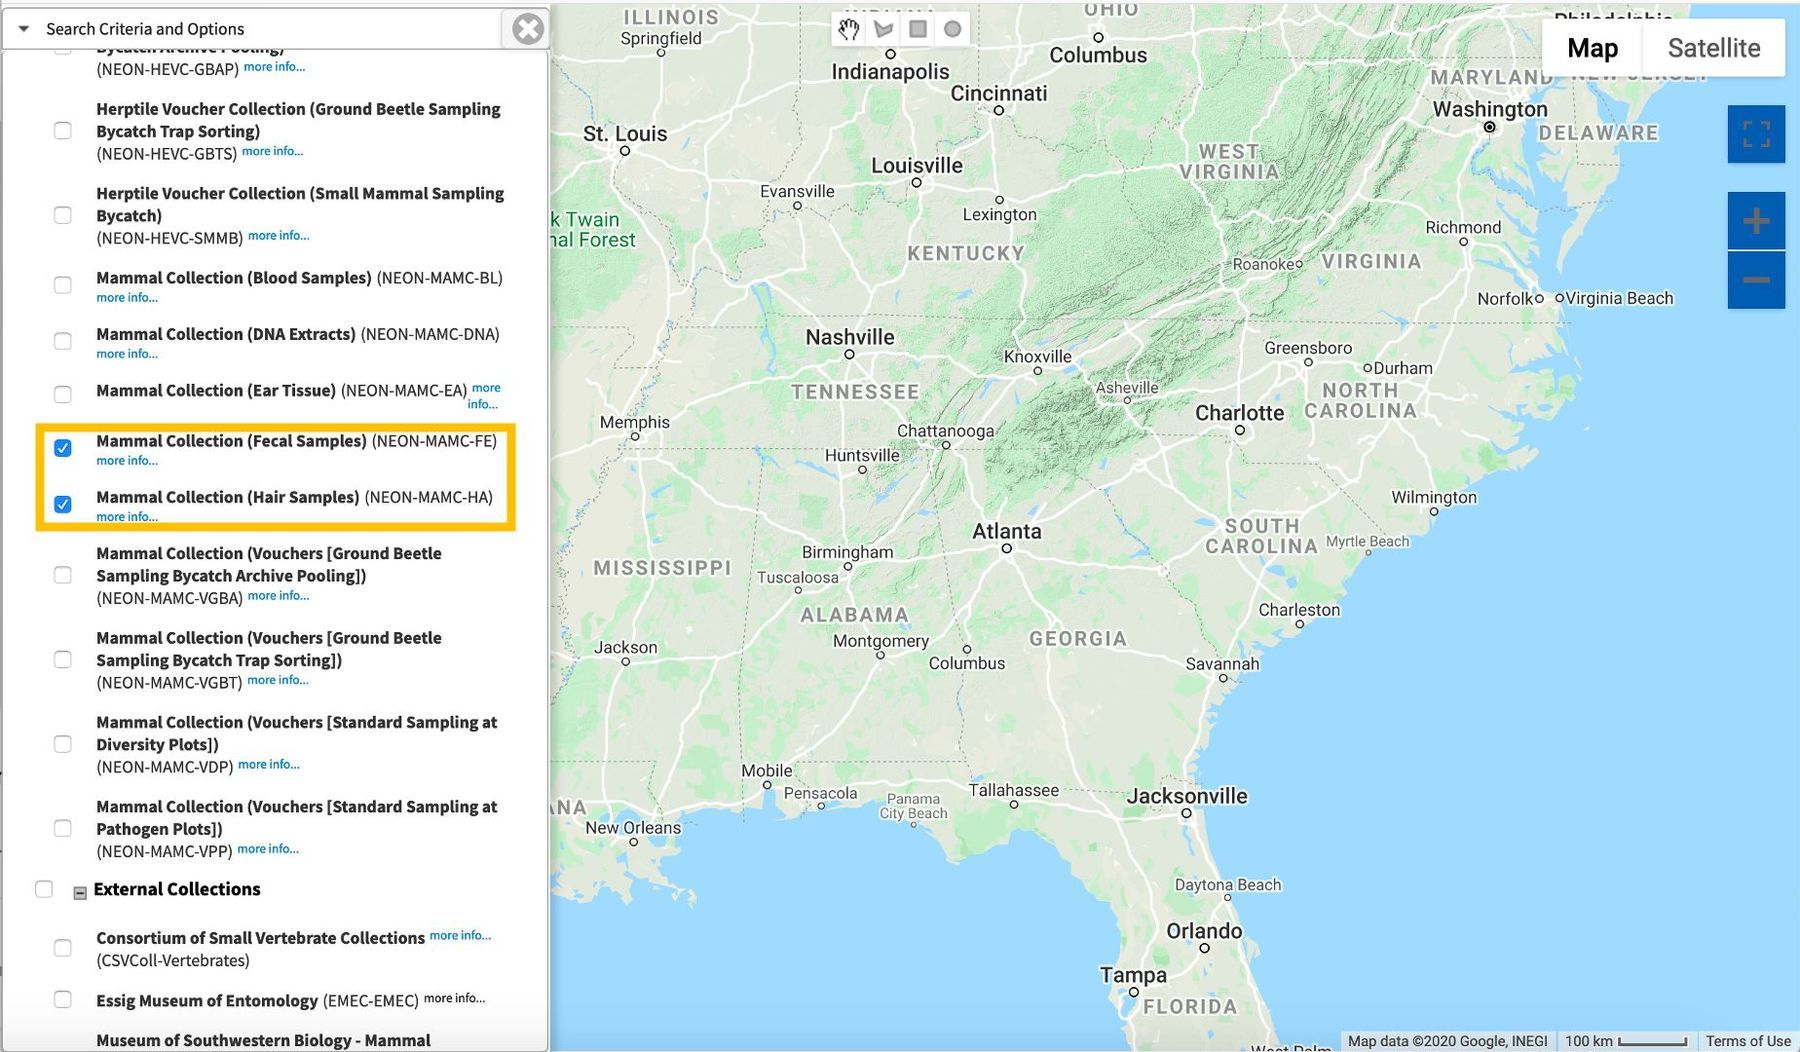 Search Criteria and Options
Bycatch Archive Pooling)
(NEON-HEVC-GBAP) more info...
Herptile Voucher Collection (Ground Beetle Sampling
Bycatch Trap Sorting)
(NEON-HEVC-GBTS) more info...
Herptile Voucher Collection (Small Mammal Sampling
Bycatch)
(NEON-HEVC-SMMB) more info...
Mammal Collection (Blood Samples) (NEON-MAMC-BL)
more info...
Mammal Collection (DNA Extracts) (NEON-MAMC-DNA)
more info...
Mammal Collection (Ear Tissue) (NEON-MAMC-EA) more
info...
Mammal Collection (Fecal Samples) (NEON-MAMC-FE)
more info...
Mammal Collection (Hair Samples) (NEON-MAMC-HA)
more info...
Mammal Collection (Vouchers [Ground Beetle
Sampling Bycatch Archive Pooling])
(NEON-MAMC-VGBA) more info...
Mammal Collection (Vouchers [Ground Beetle
Sampling Bycatch Trap Sorting])
(NEON-MAMC-VGBT) more info...
Mammal Collection (Vouchers [Standard Sampling at
Diversity Plots])
(NEON-MAMC-VDP) more info...
Mammal Collection (Vouchers [Standard Sampling at
Pathogen Plots])
(NEON-MAMC-VPP) more info...
External Collections
Consortium of Small Vertebrate Collections more info...
(CSVColl-Vertebrates)
Essig Museum of Entomology (EMEC-EMEC) more info...
Museum of Southwestern Biology - Mammal
ILLINOIS
INDIANA
OHIO
Philadelphia
Springfield
Columbus
Map
Satellite
Indianapolis
MARYLAND
NEW JERSEY
Cincinnati
Washington
St. Louis
DELAWARE
Louisville
WEST
VIRGINIA
Evansville
Lexington
k Twain
nal Forest
Richmond
KENTUCKY
Roanoke
VIRGINIA
Norfolk
Virginia Beach
Nashville
Knoxville
Greensboro
Durham
TENNESSEE
Asheville
NORTH
CAROLINA
Charlotte
Memphis
Chattanooga
Huntsville
Wilmington
Atlanta
SOUTH
CAROLINA
Myrtle Beach
Birmingham
MISSISSIPPI
Tuscaloosa
ALABAMA
Charleston
Jackson
Montgomery
GEORGIA
Columbus
Savannah
Mobile
Pensacola
Panama
City Beach
Tallahassee
Jacksonville
ANA
New Orleans
Daytona Beach
Orlando
Tampa
FLORIDA
West Palm
Map data ©2020 Google, INEGI
100 km
Terms of Use